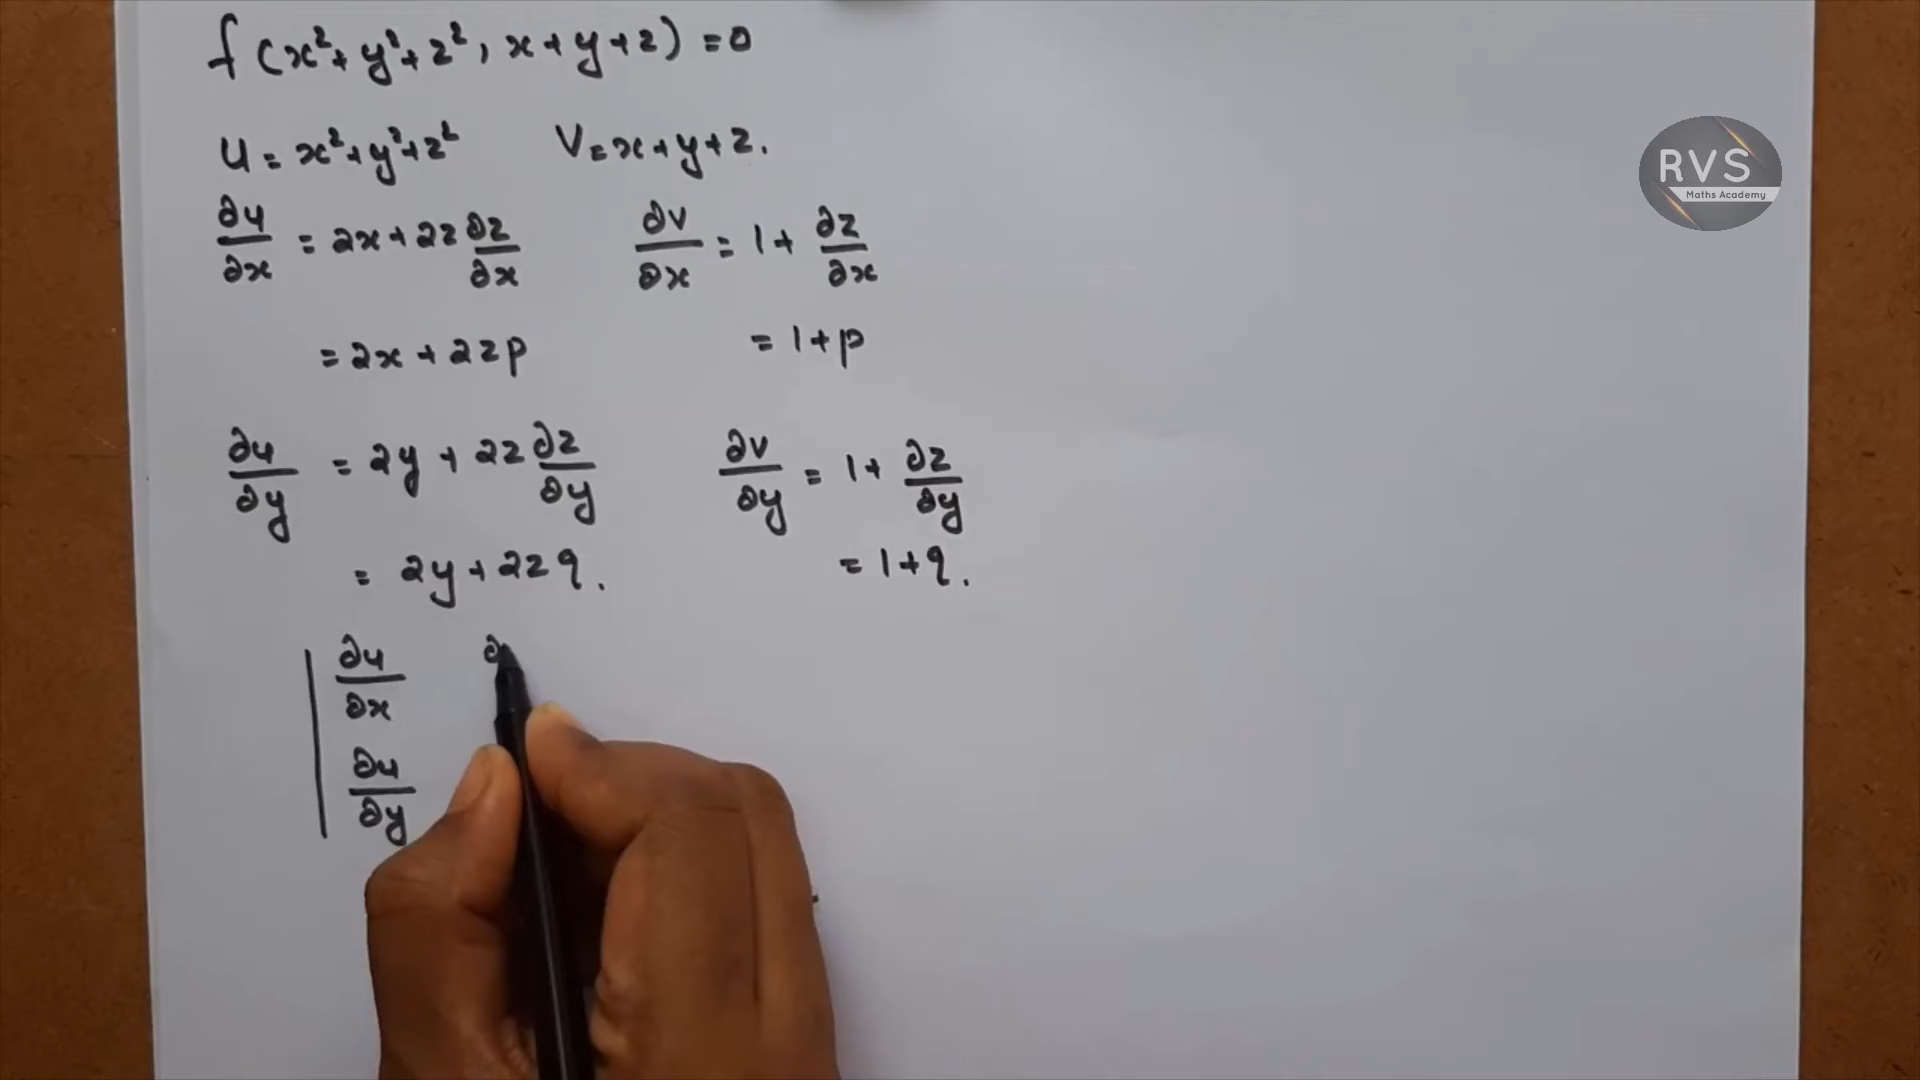 f(x²+y²+z², x+y+z)=0
u=x²+y²+z² V=x+y+z.
∂u/∂x = 2x+2z ∂z/∂x ∂v/∂x = 1+ ∂z/∂x
=2x+2zp =1+p
∂u/∂y = 2y+2z ∂z/∂y ∂v/∂y = 1+ ∂z/∂y
= 2y+2zq. =1+q.
| ∂u/∂x ∂
∂u/∂y
RVS
Maths Academy